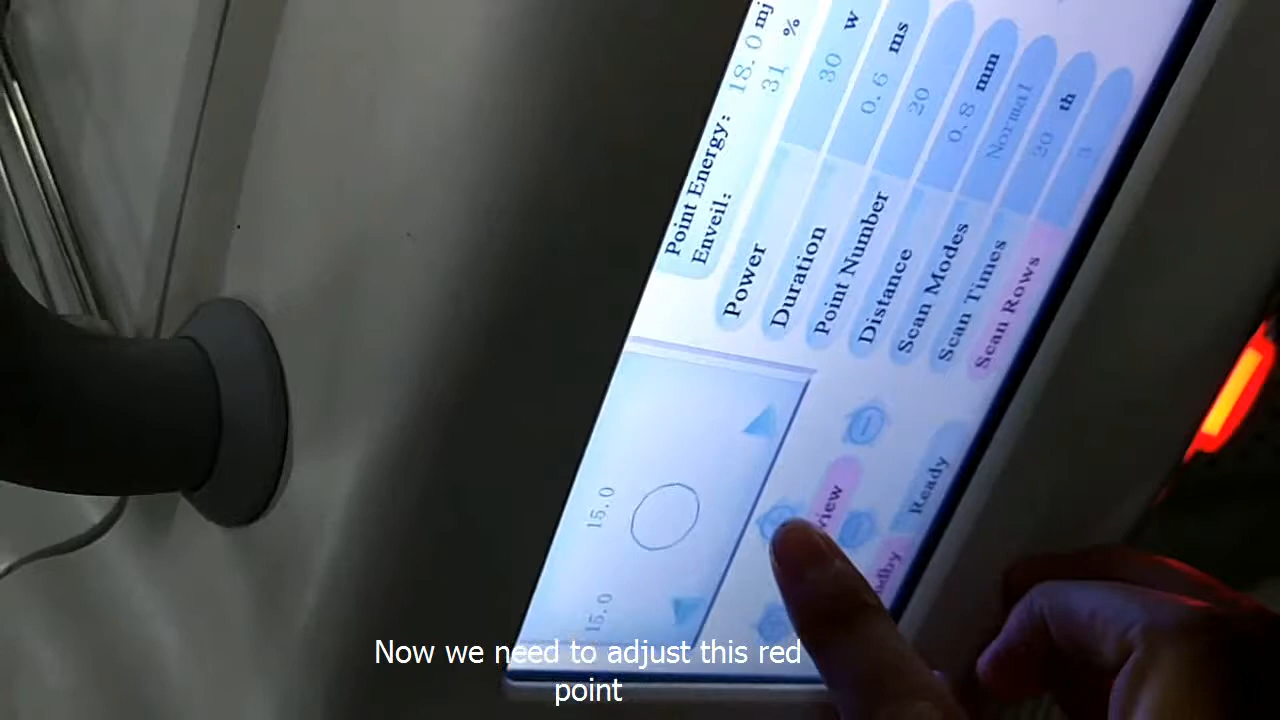 Point Energy: 18.0 mj
Enveil: 31 %
Power 30 w
Duration 0.6 ms
Point Number 20
Distance 0.8 mm
Scan Modes Normal
Scan Times 20 th
Scan Rows
15.0
15.0
Ready
Now we need to adjust this red
point